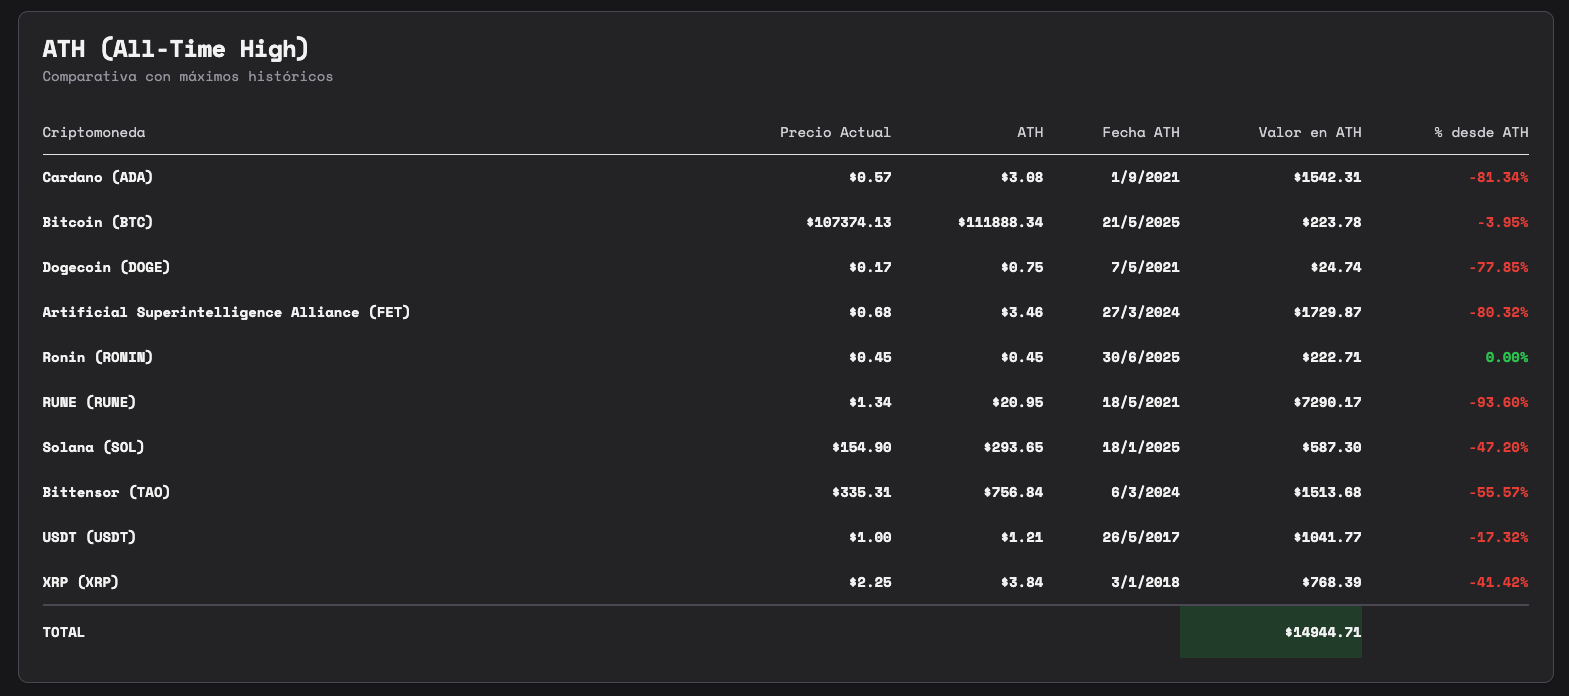 ATH (All-Time High)
Comparativa con máximos históricos
Criptomoneda Precio Actual ATH Fecha ATH Valor en ATH % desde ATH
Cardano (ADA) $0.57 $3.08 1/9/2021 $1542.31 -81.34%
Bitcoin (BTC) $107374.13 $111888.34 21/5/2025 $223.78 -3.95%
Dogecoin (DOGE) $0.17 $0.75 7/5/2021 $24.74 -77.85%
Artificial Superintelligence Alliance (FET) $0.68 $3.46 27/3/2024 $1729.87 -80.32%
Ronin (RONIN) $0.45 $0.45 30/6/2025 $222.71 0.00%
RUNE (RUNE) $1.34 $20.95 18/5/2021 $7290.17 -93.60%
Solana (SOL) $154.90 $293.65 18/1/2025 $587.30 -47.20%
Bittensor (TAO) $335.31 $756.84 6/3/2024 $1513.68 -55.57%
USDT (USDT) $1.00 $1.21 26/5/2017 $1041.77 -17.32%
XRP (XRP) $2.25 $3.84 3/1/2018 $768.39 -41.42%
TOTAL $14944.71